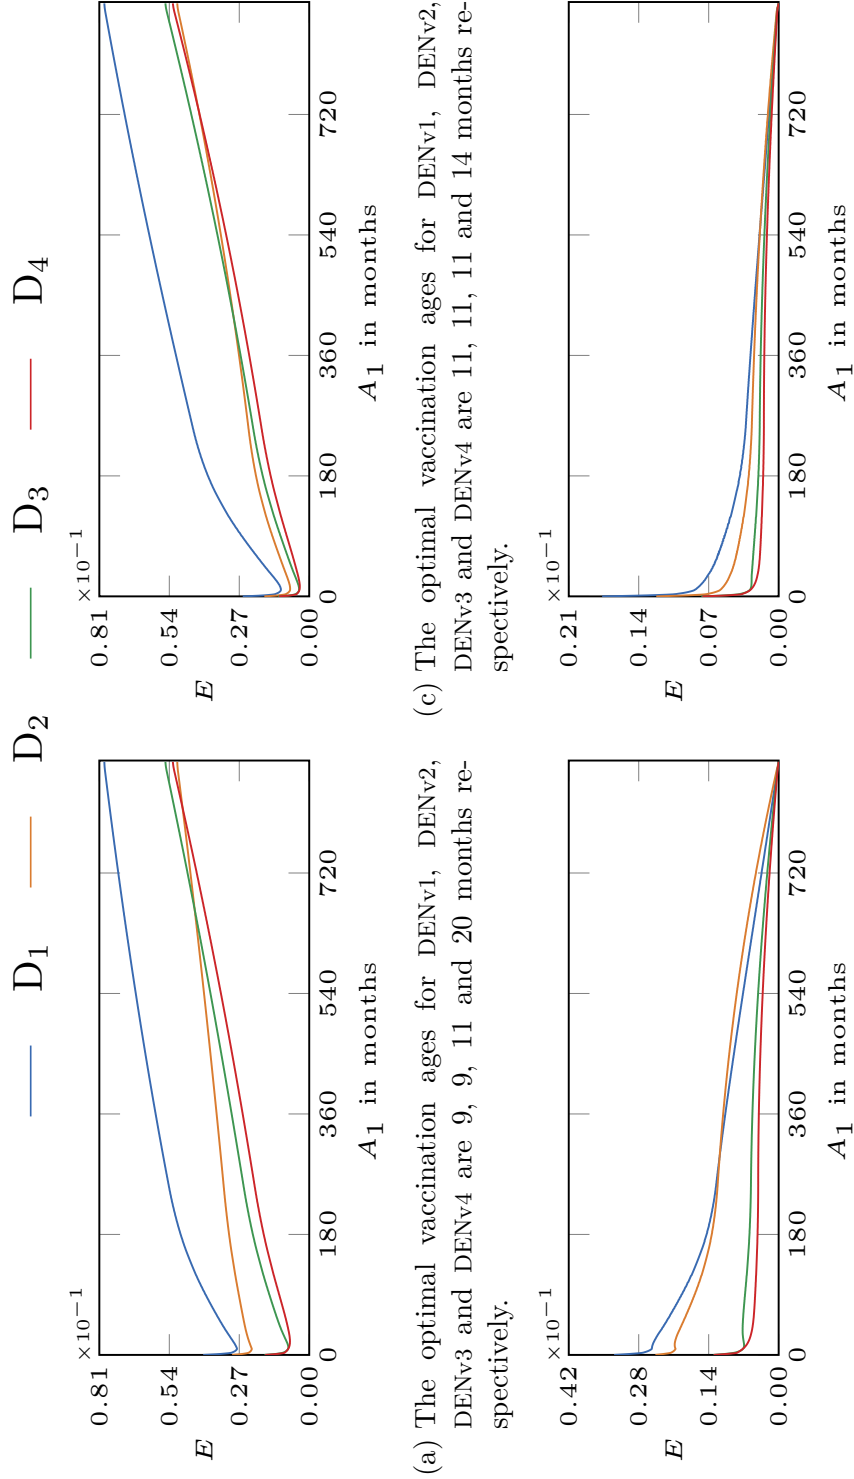 D1 D2 D3 D4
×10−1
0.81
0.54
0.27
0.00
E
0 180 360 540 720
A1 in months
(a) The optimal vaccination ages for DENv1, DENv2,
DENv3 and DENv4 are 9, 9, 11 and 20 months re-
spectively.
×10−1
0.81
0.54
0.27
0.00
E
0 180 360 540 720
A1 in months
(c) The optimal vaccination ages for DENv1, DENv2,
DENv3 and DENv4 are 11, 11, 11 and 14 months re-
spectively.
×10−1
0.42
0.28
0.14
0.00
E
0 180 360 540 720
A1 in months
×10−1
0.21
0.14
0.07
0.00
E
0 180 360 540 720
A1 in months